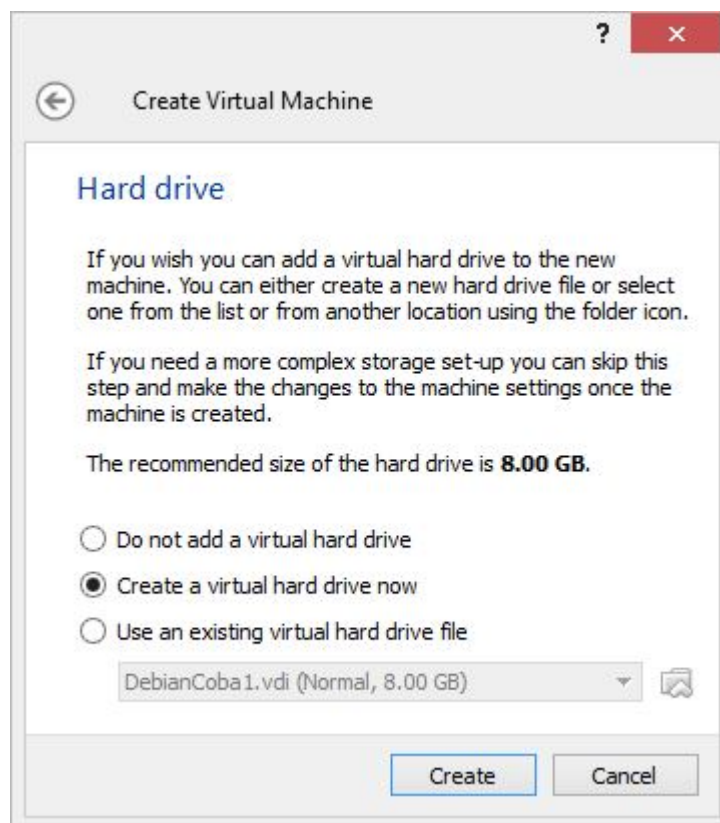 ?
Create Virtual Machine
Hard drive
If you wish you can add a virtual hard drive to the new
machine. You can either create a new hard drive file or select
one from the list or from another location using the folder icon.
If you need a more complex storage set-up you can skip this
step and make the changes to the machine settings once the
machine is created.
The recommended size of the hard drive is 8.00 GB.
Do not add a virtual hard drive
Create a virtual hard drive now
Use an existing virtual hard drive file
DebianCoba1.vdi (Normal, 8.00 GB)
Create Cancel